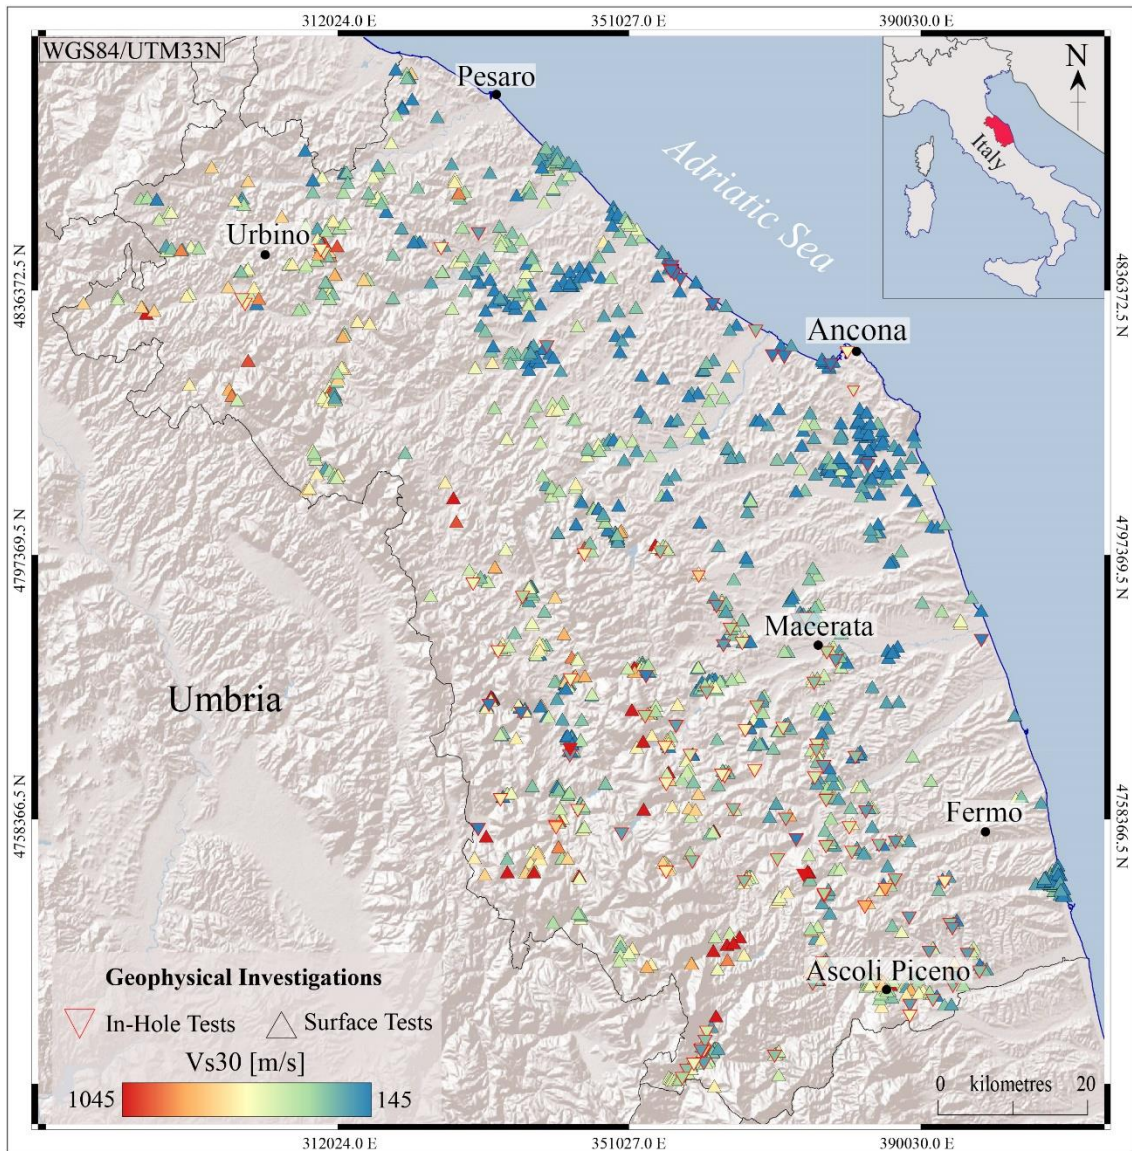 312024.0 E
351027.0 E
390030.0 E
WGS84/UTM33N
N
Pesaro
Italy
Adriatic Sea
Urbino
4836372.5 N
4836372.5 N
Ancona
4797369.5 N
4797369.5 N
Macerata
Umbria
4758366.5 N
4758366.5 N
Fermo
Ascoli Piceno
Geophysical Investigations
In-Hole Tests
Surface Tests
Vs30 [m/s]
1045
145
0 kilometres 20
312024.0 E
351027.0 E
390030.0 E